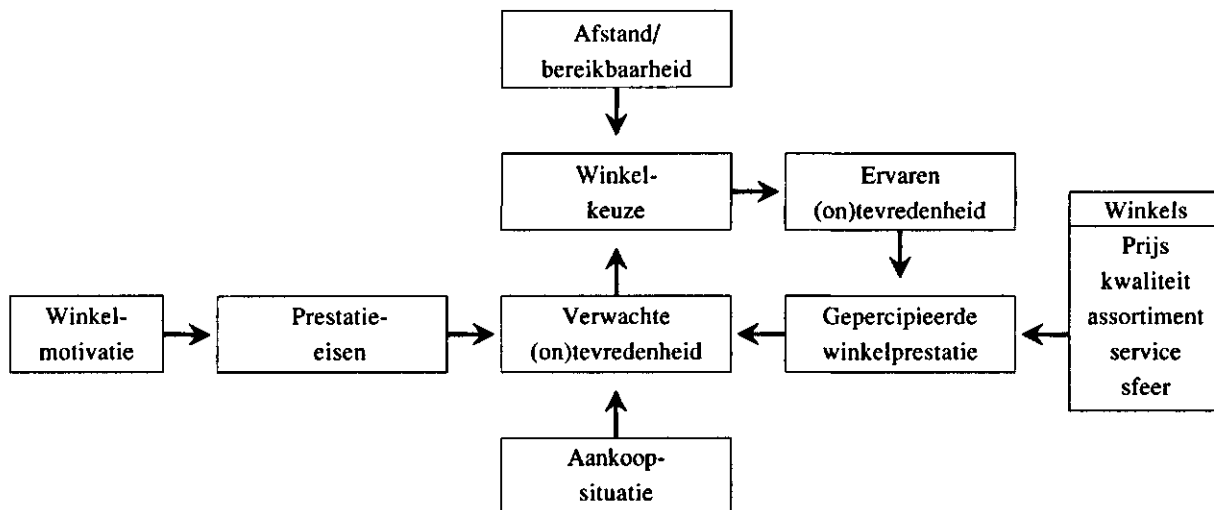 Afstand/
bereikbaarheid
Winkel-
keuze
Ervaren
(on)tevredenheid
Winkels
Prijs
kwaliteit
assortiment
service
sfeer
Winkel-
motivatie
Prestatie-
eisen
Verwachte
(on)tevredenheid
Gepercipieerde
winkelprestatie
Aankoop-
situatie